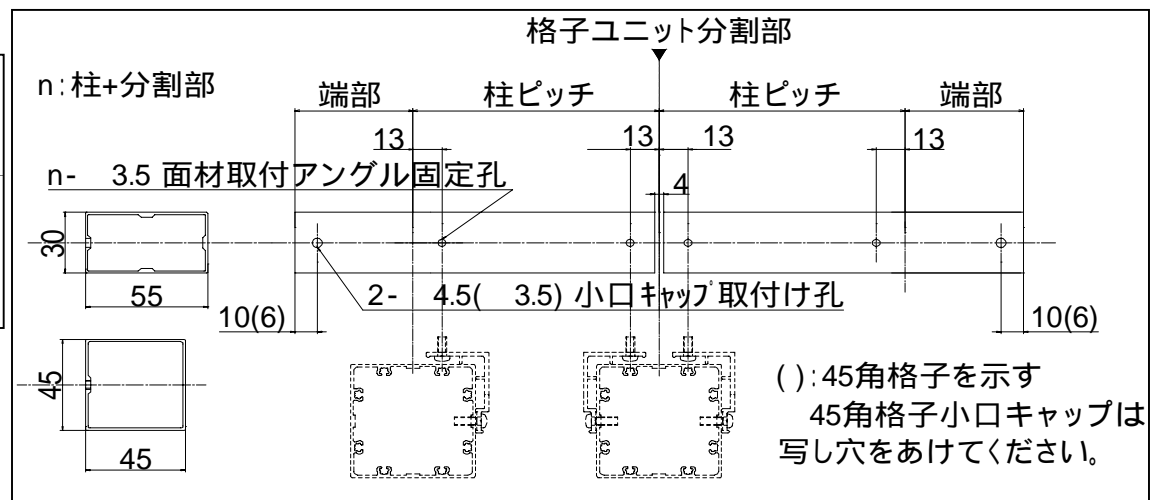 格子ユニット分割部
n:柱+分割部
端部 柱ピッチ 柱ピッチ 端部
13 13 13 13
n- 3.5 面材取付アングル固定孔
4
30
55
2- 4.5( 3.5) 小口キャップ取付け孔
10(6) 10(6)
45
45
( ):45角格子を示す
45角格子小口キャップは
写し穴をあけてください。